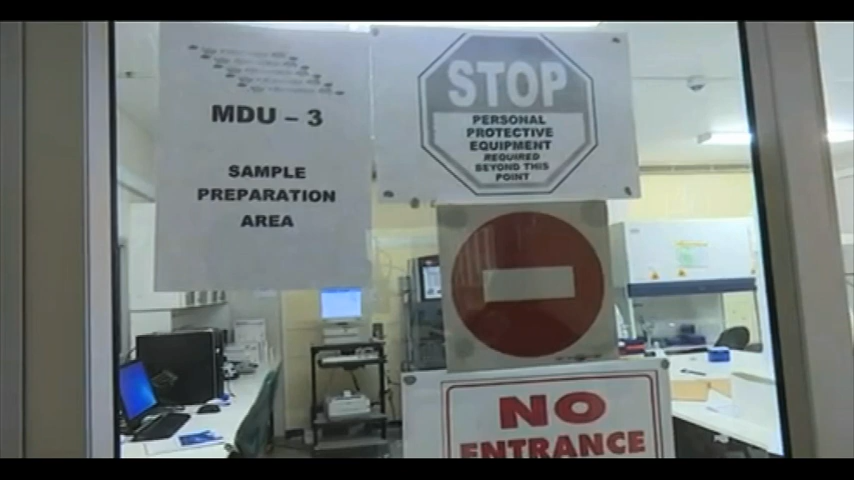 MDU – 3
SAMPLE
PREPARATION
AREA
STOP
PERSONAL
PROTECTIVE
EQUIPMENT
REQUIRED
BEYOND THIS
POINT
NO
ENTRANCE